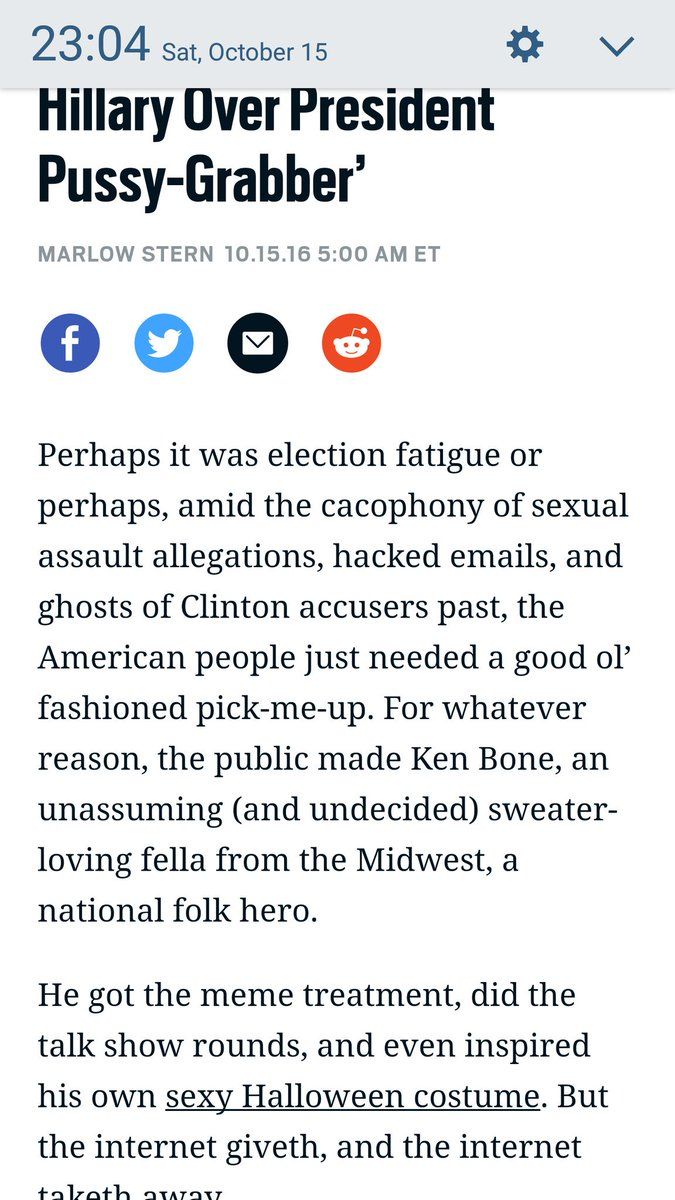 23:04 Sat, October 15
Hillary Over President
Pussy-Grabber’
MARLOW STERN 10.15.16 5:00 AM ET
Perhaps it was election fatigue or
perhaps, amid the cacophony of sexual
assault allegations, hacked emails, and
ghosts of Clinton accusers past, the
American people just needed a good ol’
fashioned pick-me-up. For whatever
reason, the public made Ken Bone, an
unassuming (and undecided) sweater-
loving fella from the Midwest, a
national folk hero.
He got the meme treatment, did the
talk show rounds, and even inspired
his own sexy Halloween costume. But
the internet giveth, and the internet
taketh away